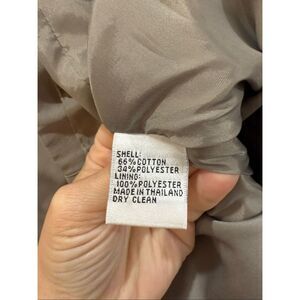 SHELL:
66%COTTON
34%POLYESTER
LINING:
100%POLYESTER
MADE IN THAILAND
DRY CLEAN